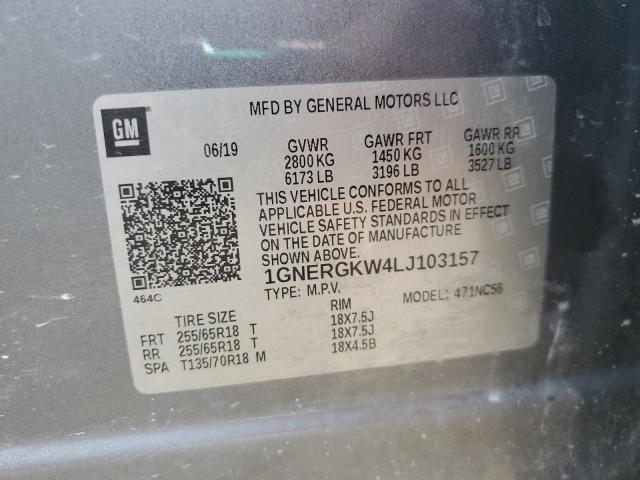 MFD BY GENERAL MOTORS LLC
GM
06/19 GVWR GAWR FRT GAWR RR
2800 KG 1450 KG 1600 KG
6173 LB 3196 LB 3527 LB
THIS VEHICLE CONFORMS TO ALL
APPLICABLE U.S. FEDERAL MOTOR
VEHICLE SAFETY STANDARDS IN EFFECT
ON THE DATE OF MANUFACTURE
SHOWN ABOVE.
1GNERGKW4LJ103157
464C
TYPE: M.P.V. MODEL: 471NC56
TIRE SIZE RIM
FRT 255/65R18 T 18X7.5J
RR 255/65R18 T 18X7.5J
SPA T135/70R18 M 18X4.5B